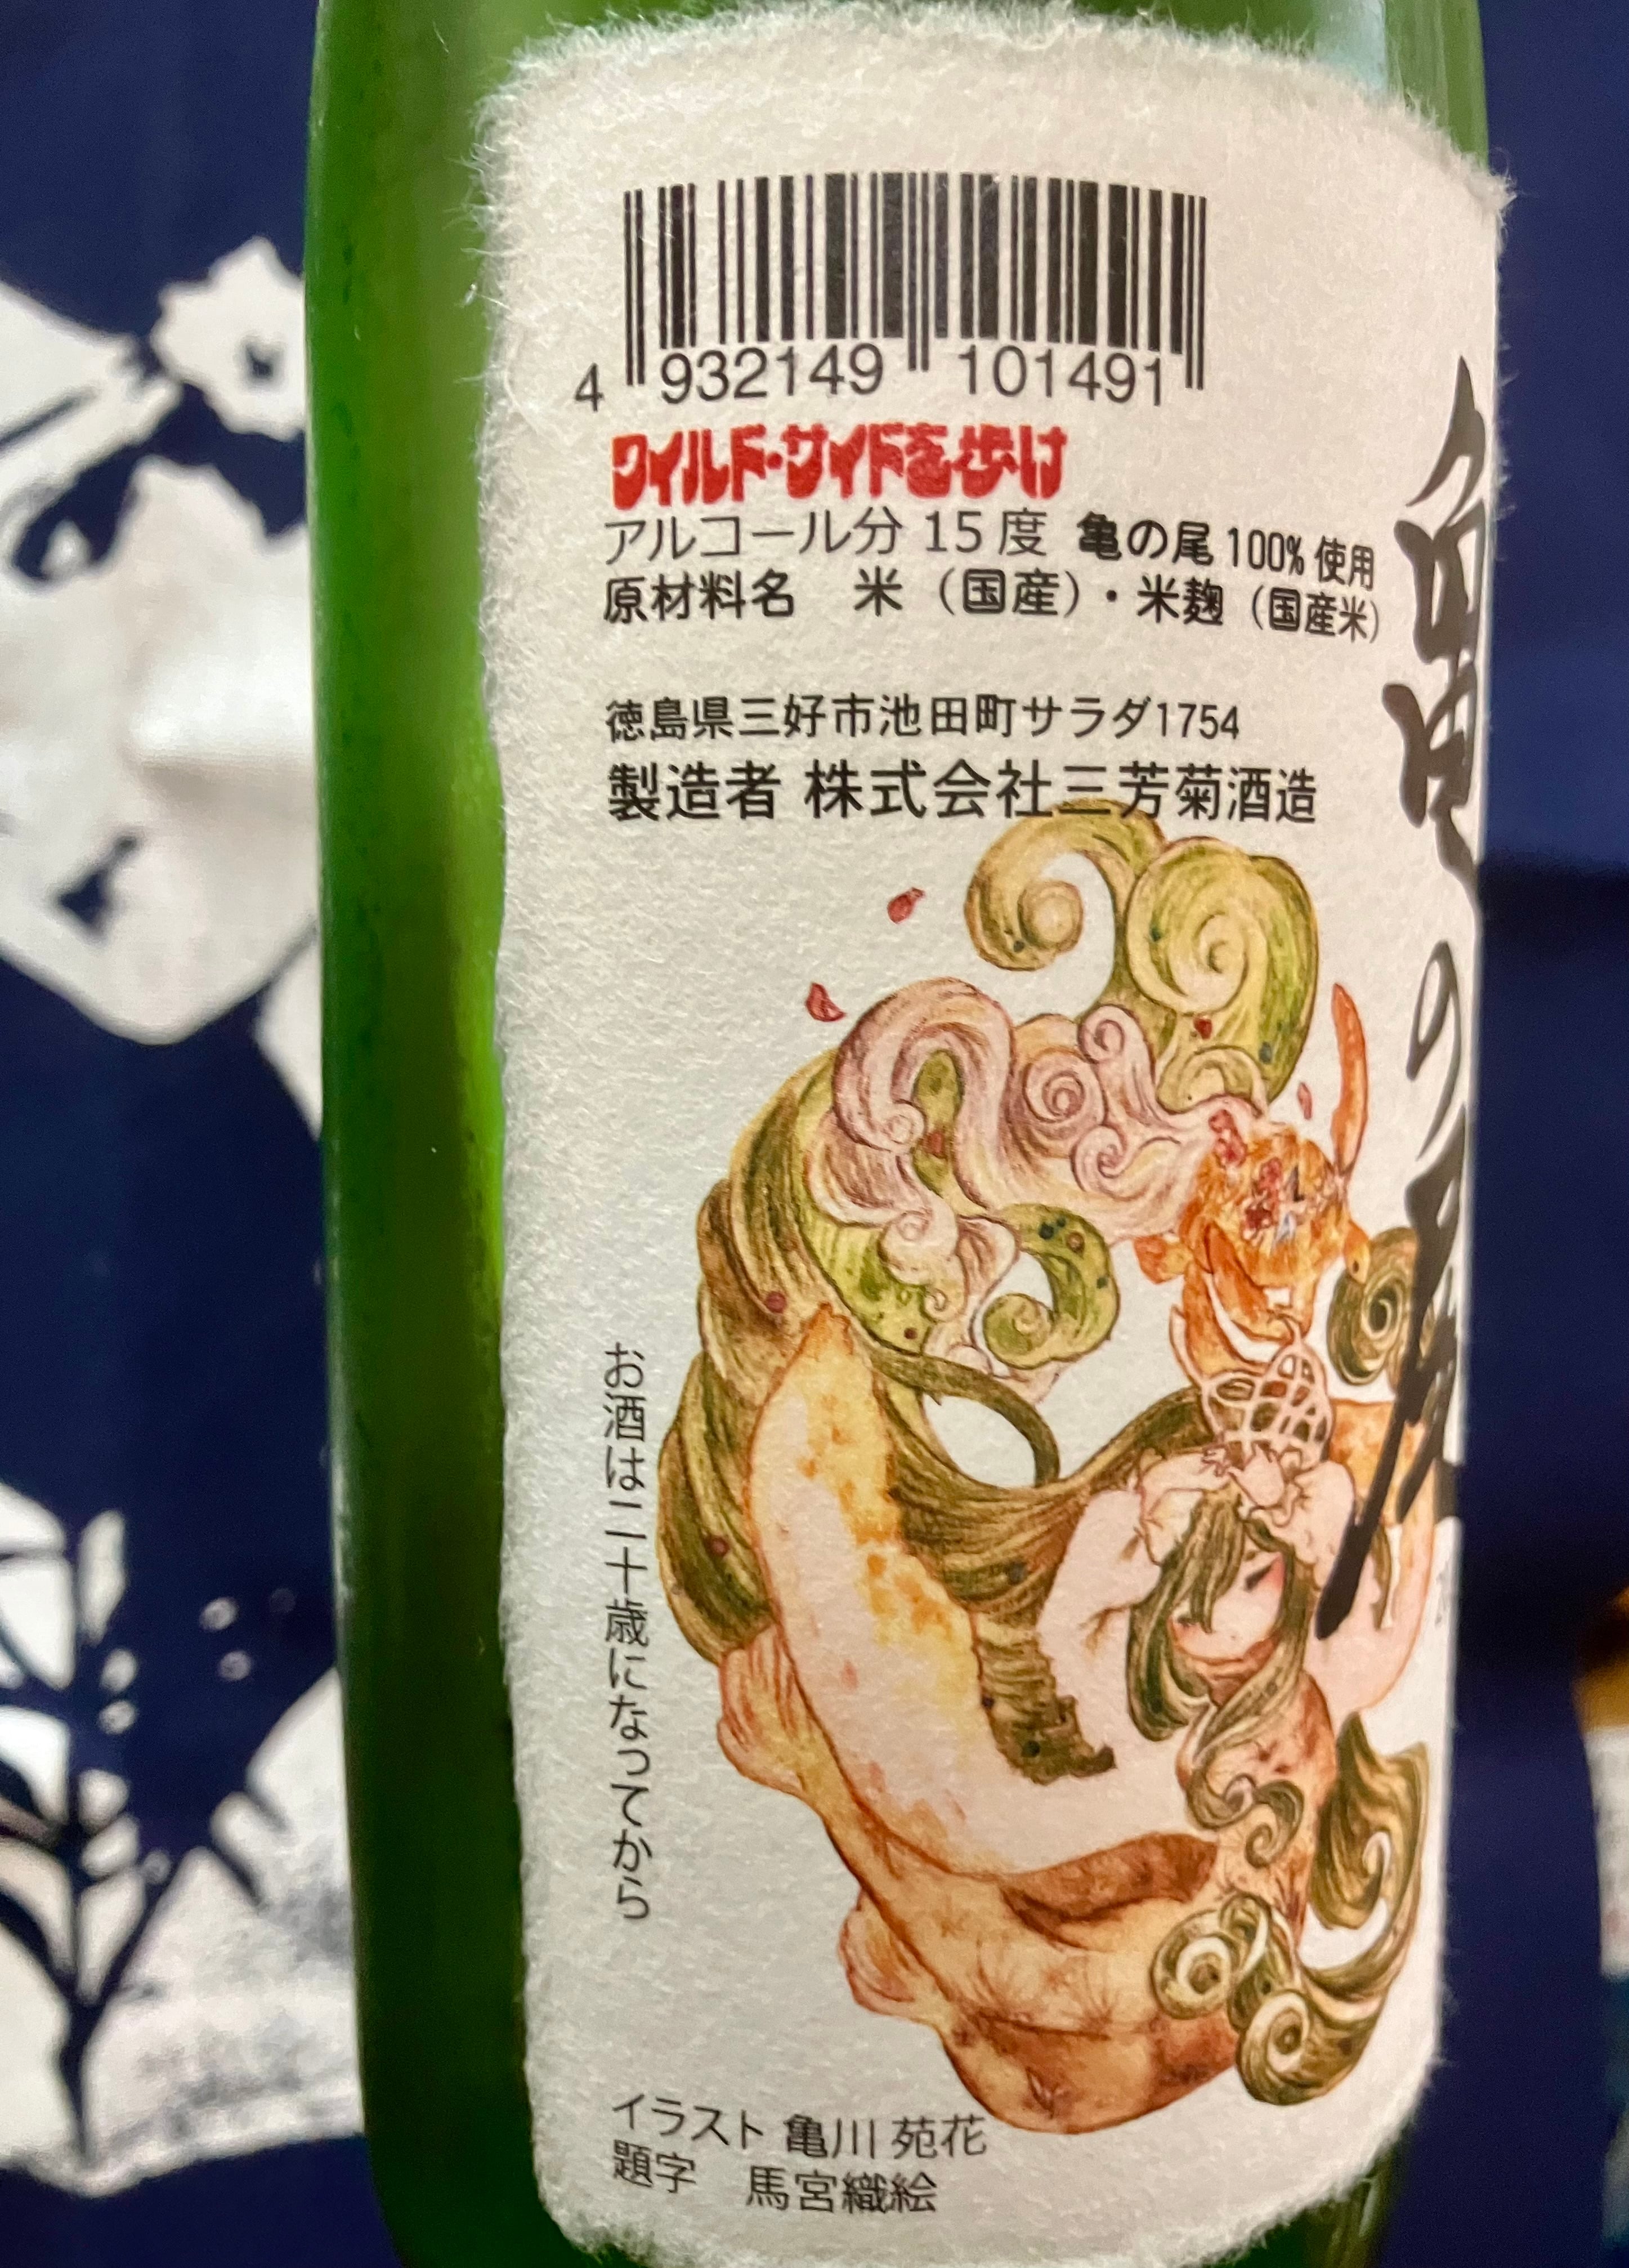 4 932149 101491
ワイルド・サイドを歩け
アルコール分 15 度 亀の尾 100% 使用
原材料名 米（国産）・米麹（国産米）
徳島県三好市池田町サラダ1754
製造者 株式会社三芳菊酒造
亀の尾
お酒は二十歳になってから
イラスト 亀川 苑花
題字 馬宮織絵